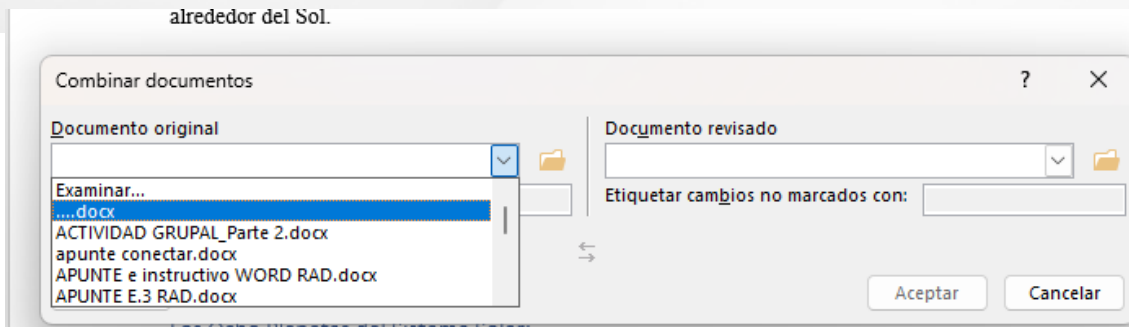 alrededor del Sol.
Combinar documentos ? ×
Documento original
Documento revisado
Examinar...
....docx
ACTIVIDAD GRUPAL_Parte 2.docx
apunte conectar.docx
APUNTE e instructivo WORD RAD.docx
APUNTE E.3 RAD.docx
Etiquetar cambios no marcados con:
Aceptar Cancelar